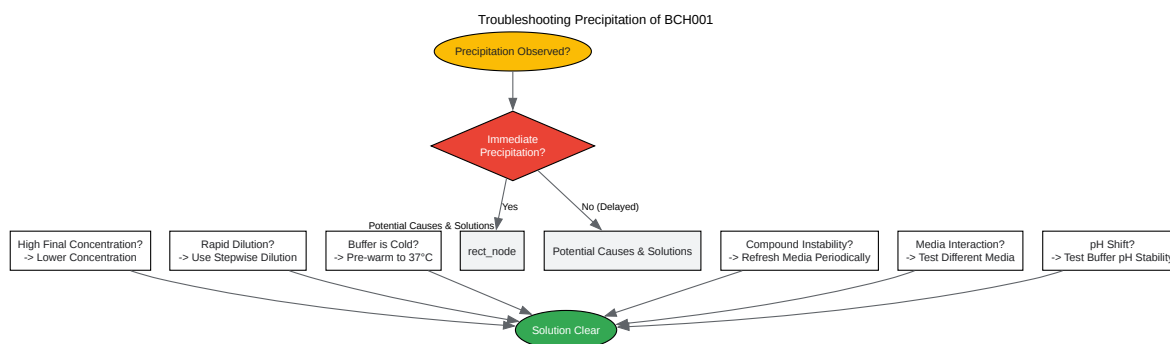 Troubleshooting Precipitation of BCH001
Precipitation Observed?
Immediate
Precipitation?
Yes
No (Delayed)
Potential Causes & Solutions
High Final Concentration?
-> Lower Concentration
Rapid Dilution?
-> Use Stepwise Dilution
Buffer is Cold?
-> Pre-warm to 37°C
rect_node
Potential Causes & Solutions
Compound Instability?
-> Refresh Media Periodically
Media Interaction?
-> Test Different Media
pH Shift?
-> Test Buffer pH Stability
Solution Clear